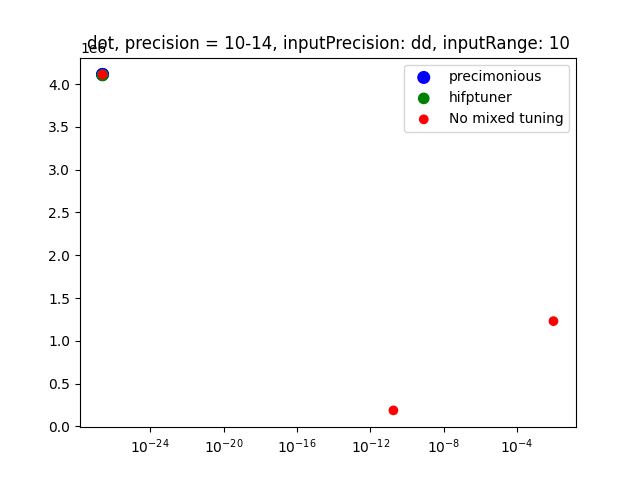 dot, precision = 10-14, inputPrecision: dd, inputRange: 10
1e6
precimonious
hifptuner
No mixed tuning
4.0
3.5
3.0
2.5
2.0
1.5
1.0
0.5
0.0
10⁻²⁴ 10⁻²⁰ 10⁻¹⁶ 10⁻¹² 10⁻⁸ 10⁻⁴